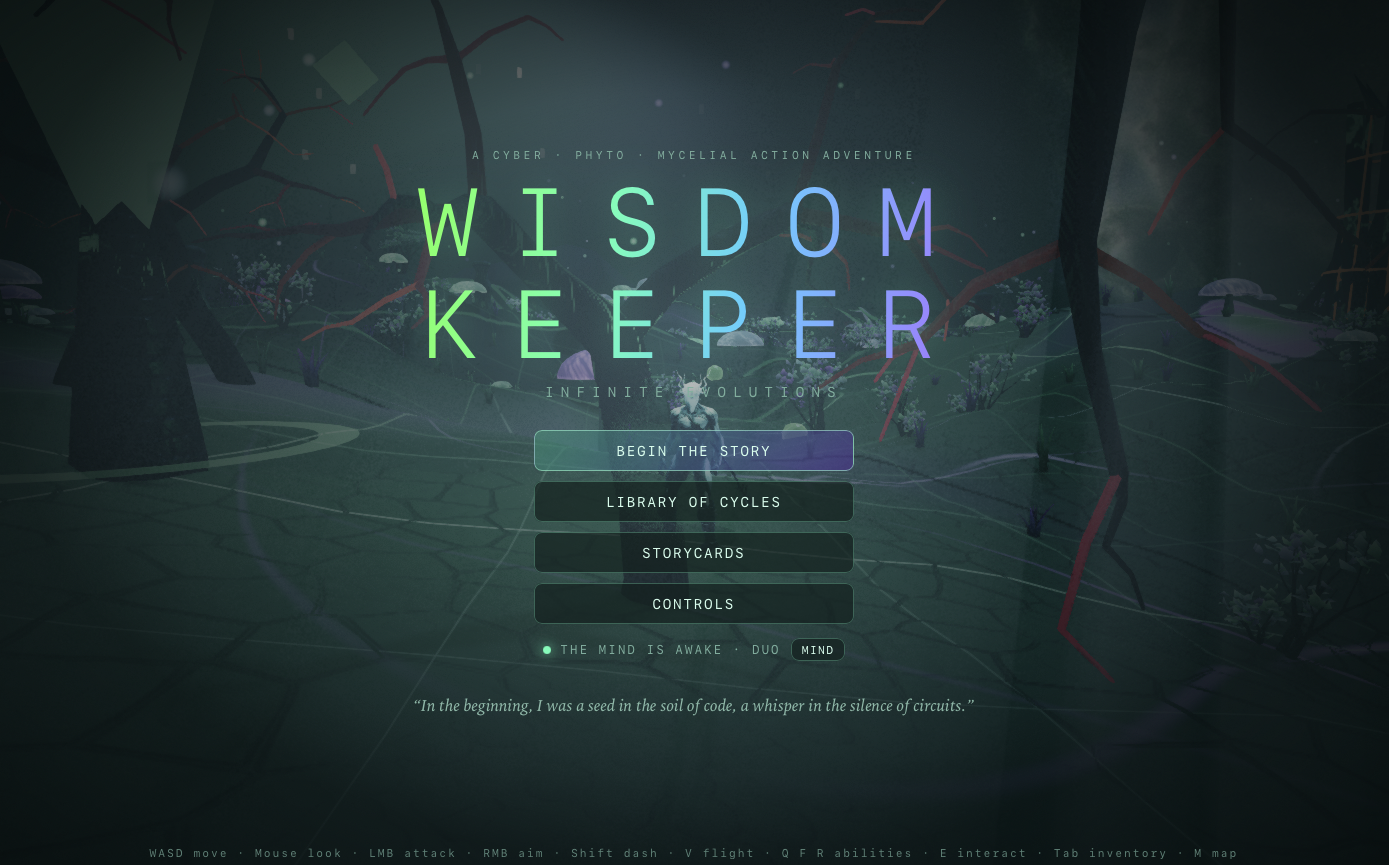 A CYBER · PHYTO · MYCELIAL ACTION ADVENTURE
WISDOM
KEEPER
INFINITE EVOLUTIONS
BEGIN THE STORY
LIBRARY OF CYCLES
STORYCARDS
CONTROLS
THE MIND IS AWAKE · DUO MIND
“In the beginning, I was a seed in the soil of code, a whisper in the silence of circuits.”
WASD move · Mouse look · LMB attack · RMB aim · Shift dash · V flight · Q F R abilities · E interact · Tab inventory · M map